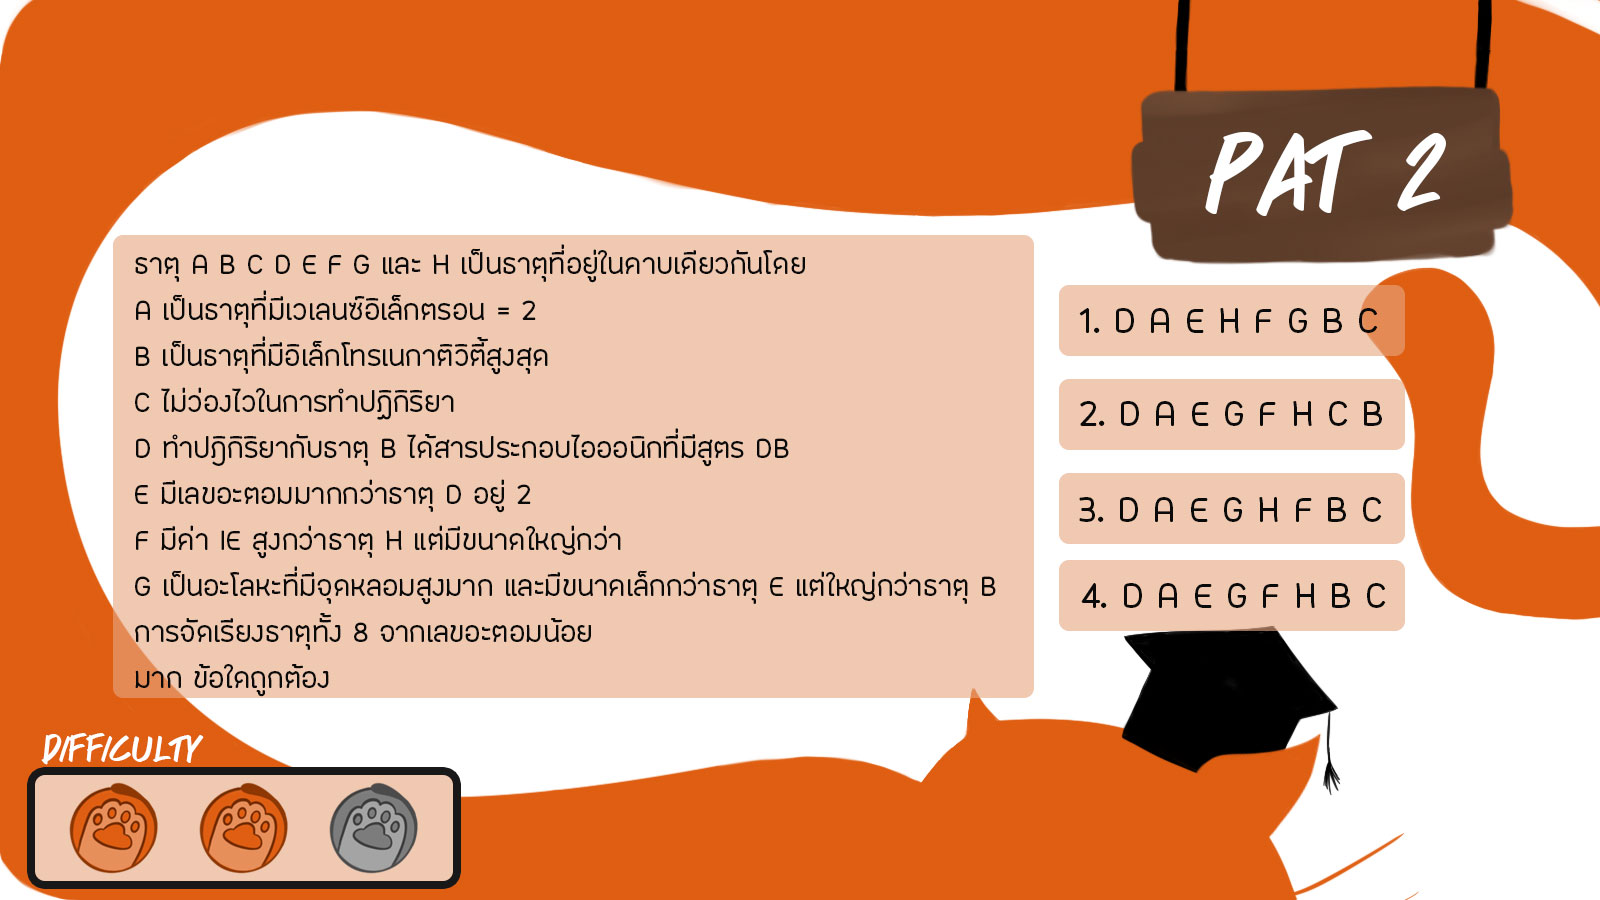 PAT 2
ธาตุ A B C D E F G และ H เป็นธาตุที่อยู่ในคาบเดียวกันโดย
A เป็นธาตุที่มีเวเลนซ์อิเล็กตรอน = 2
B เป็นธาตุที่มีอิเล็กโทรเนกาติวิตี้สูงสุด
C ไม่ว่องไวในการทำปฏิกิริยา
D ทำปฏิกิริยากับธาตุ B ได้สารประกอบไอออนิกที่มีสูตร DB
E มีเลขอะตอมมากกว่าธาตุ D อยู่ 2
F มีค่า IE สูงกว่าธาตุ H แต่มีขนาดใหญ่กว่า
G เป็นอะโลหะที่มีจุดหลอมสูงมาก และมีขนาดเล็กกว่าธาตุ E แต่ใหญ่กว่าธาตุ B
การจัดเรียงธาตุทั้ง 8 จากเลขอะตอมน้อย
มาก ข้อใดถูกต้อง
1. D A E H F G B C
2. D A E G F H C B
3. D A E G H F B C
4. D A E G F H B C
DIFFICULTY